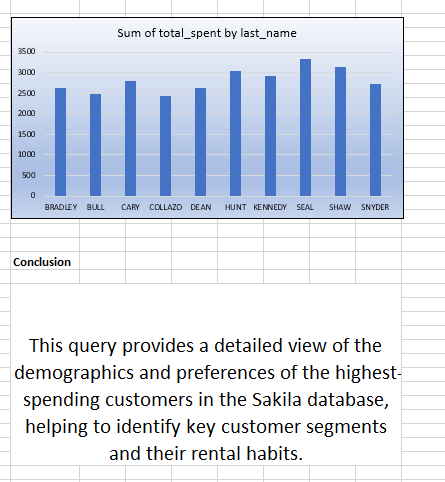 Sum of total_spent by last_name
3500
3000
2500
2000
1500
1000
500
0
BRADLEY BULL CARY COLLAZO DEAN HUNT KENNEDY SEAL SHAW SNYDER
Conclusion
This query provides a detailed view of the
demographics and preferences of the highest-
spending customers in the Sakila database,
helping to identify key customer segments
and their rental habits.